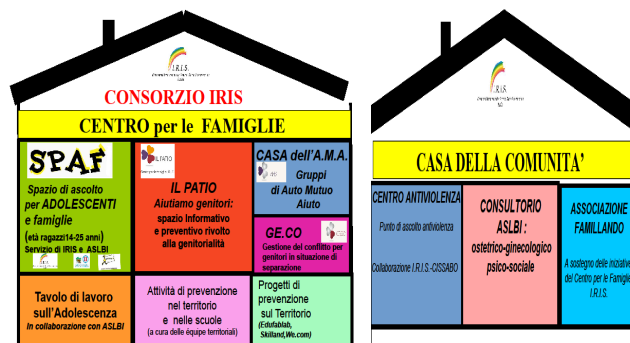 I.R.I.S.
CONSORZIO IRIS
CENTRO per le FAMIGLIE
SPAF
Spazio di ascolto
per ADOLESCENTI
e famiglie
(età ragazzi14-25 anni)
Servizio di IRIS e ASLBI
IL PATIO
IL PATIO
Aiutiamo genitori:
spazio Informativo
e preventivo rivolto
alla genitorialità
CASA dell'A.M.A.
Gruppi
di Auto Mutuo
Aiuto
GE.CO
Gestione del conflitto per
genitori in situazione di
separazione
Tavolo di lavoro
sull'Adolescenza
In collaborazione con ASLBI
Attività di prevenzione
nel territorio
e nelle scuole
(a cura delle équipe territoriali)
Progetti di
prevenzione
sul Territorio
(Edufablab,
Skilland,We.com)
I.R.I.S.
CASA DELLA COMUNITA'
CENTRO ANTIVIOLENZA
Punto di ascolto antiviolenza
Collaborazione I.R.I.S.-CISSABO
CONSULTORIO
ASLBI :
ostetrico-ginecologico
psico-sociale
ASSOCIAZIONE
FAMILLANDO
A sostegno delle iniziative
del Centro per le Famiglie
I.R.I.S.